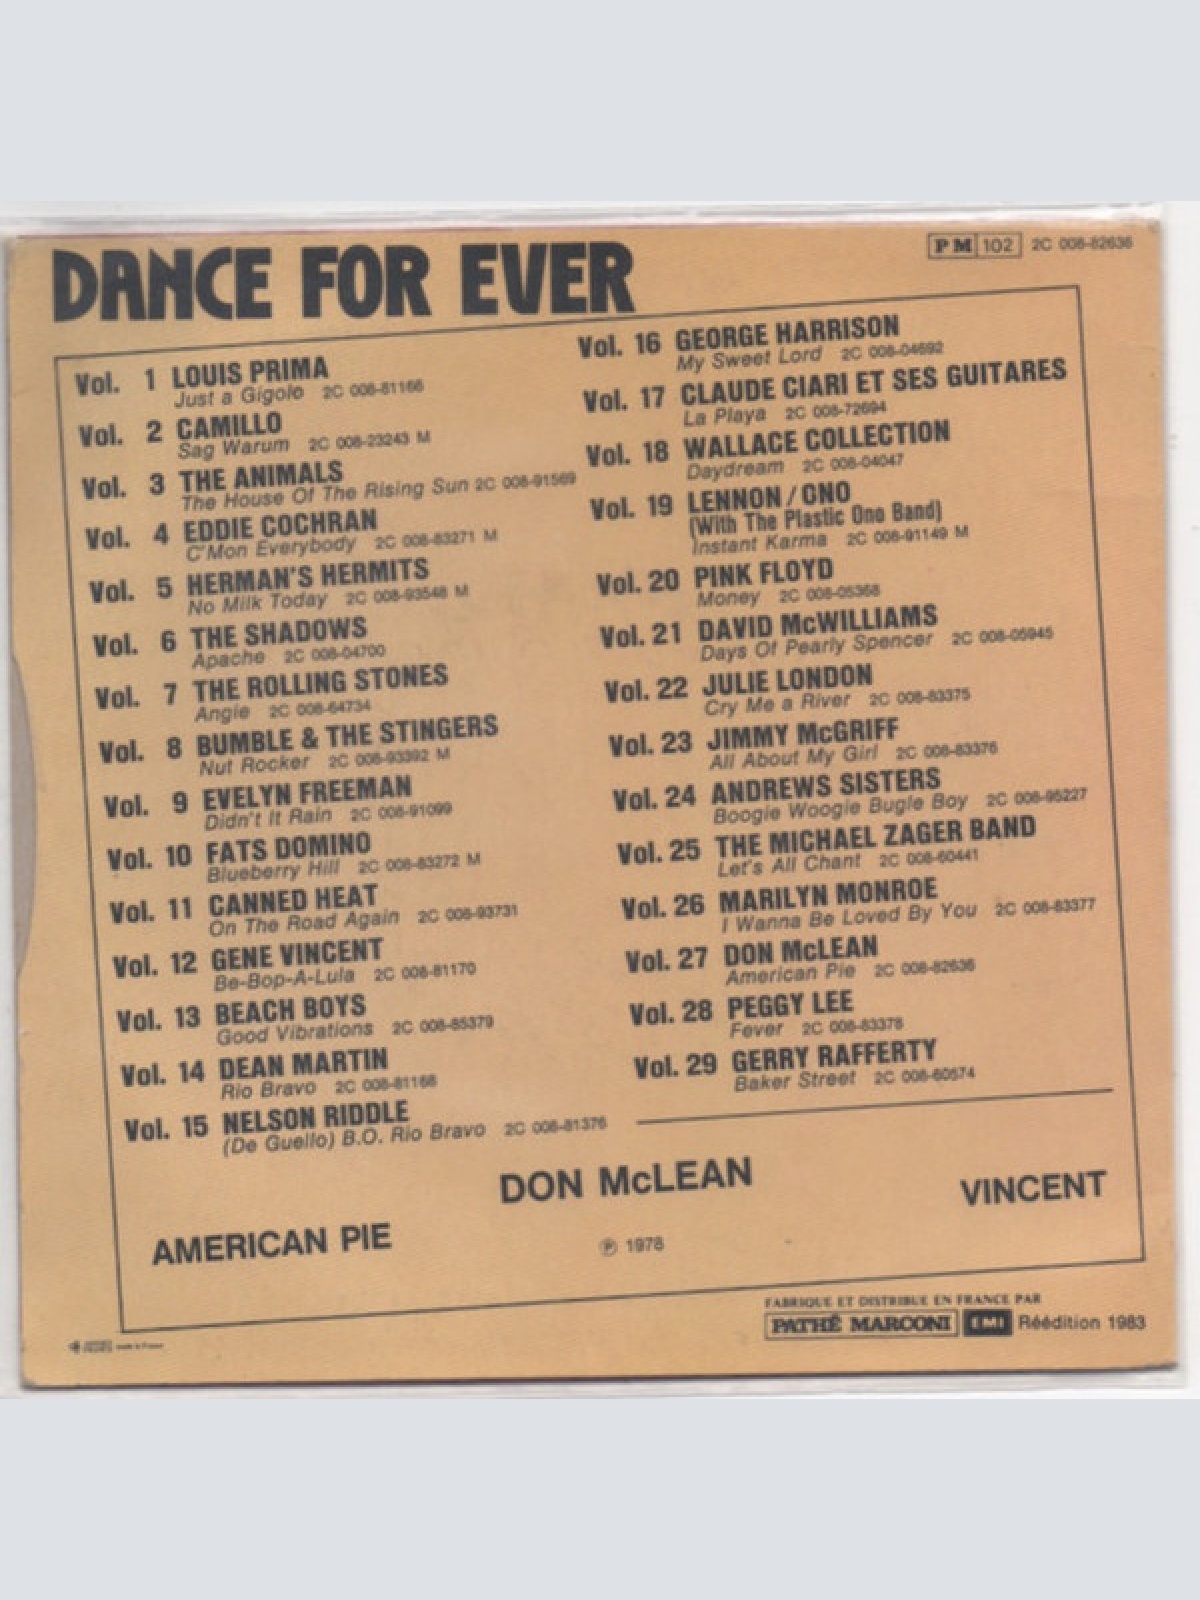 DANCE FOR EVER
PM 102 2C 008-82636
Vol. 1 LOUIS PRIMA
Just a Gigolo 2C 008-81166
Vol. 2 CAMILLO
Sag Warum 2C 008-23243 M
Vol. 3 THE ANIMALS
The House Of The Rising Sun 2C 008-91569
Vol. 4 EDDIE COCHRAN
C'Mon Everybody 2C 008-83271 M
Vol. 5 HERMAN'S HERMITS
No Milk Today 2C 008-93548 M
Vol. 6 THE SHADOWS
Apache 2C 008-04700
Vol. 7 THE ROLLING STONES
Angie 2C 008-64734
Vol. 8 BUMBLE & THE STINGERS
Nut Rocker 2C 008-93392 M
Vol. 9 EVELYN FREEMAN
Didn't It Rain 2C 008-91099
Vol. 10 FATS DOMINO
Blueberry Hill 2C 008-83272 M
Vol. 11 CANNED HEAT
On The Road Again 2C 008-93731
Vol. 12 GENE VINCENT
Be-Bop-A-Lula 2C 008-81170
Vol. 13 BEACH BOYS
Good Vibrations 2C 008-85379
Vol. 14 DEAN MARTIN
Rio Bravo 2C 008-81168
Vol. 15 NELSON RIDDLE
(De Guello) B.O. Rio Bravo 2C 008-81376
Vol. 16 GEORGE HARRISON
My Sweet Lord 2C 008-04692
Vol. 17 CLAUDE CIARI ET SES GUITARES
La Playa 2C 008-72694
Vol. 18 WALLACE COLLECTION
Daydream 2C 008-04047
Vol. 19 LENNON / ONO
(With The Plastic Ono Band)
Instant Karma 2C 008-91149 M
Vol. 20 PINK FLOYD
Money 2C 008-05368
Vol. 21 DAVID McWILLIAMS
Days Of Pearly Spencer 2C 008-05945
Vol. 22 JULIE LONDON
Cry Me a River 2C 008-83375
Vol. 23 JIMMY McGRIFF
All About My Girl 2C 008-83376
Vol. 24 ANDREWS SISTERS
Boogie Woogie Bugle Boy 2C 008-95227
Vol. 25 THE MICHAEL ZAGER BAND
Let's All Chant 2C 008-60441
Vol. 26 MARILYN MONROE
I Wanna Be Loved By You 2C 008-83377
Vol. 27 DON McLEAN
American Pie 2C 008-82636
Vol. 28 PEGGY LEE
Fever 2C 008-83378
Vol. 29 GERRY RAFFERTY
Baker Street 2C 008-60574
DON McLEAN
AMERICAN PIE
VINCENT
℗ 1978
FABRIQUE ET DISTRIBUE EN FRANCE PAR
PATHÉ MARCONI EMI Réédition 1983
made in France